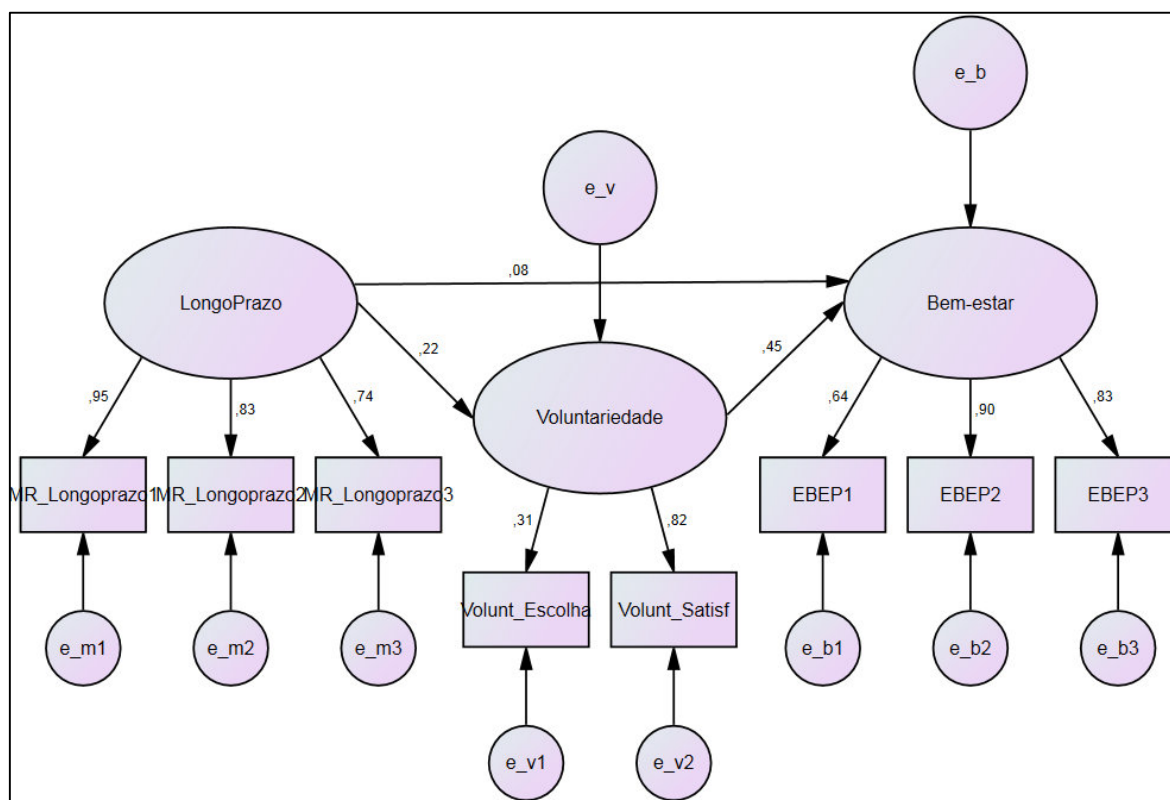 e_b
e_v
LongoPrazo
,08
Bem-estar
,22
,45
Voluntariedade
,95
,83
,74
,64
,90
,83
MR_Longoprazo1
MR_Longoprazo2
MR_Longoprazo3
EBEP1
EBEP2
EBEP3
,31
,82
Volunt_Escolha
Volunt_Satisf
e_m1
e_m2
e_m3
e_b1
e_b2
e_b3
e_v1
e_v2